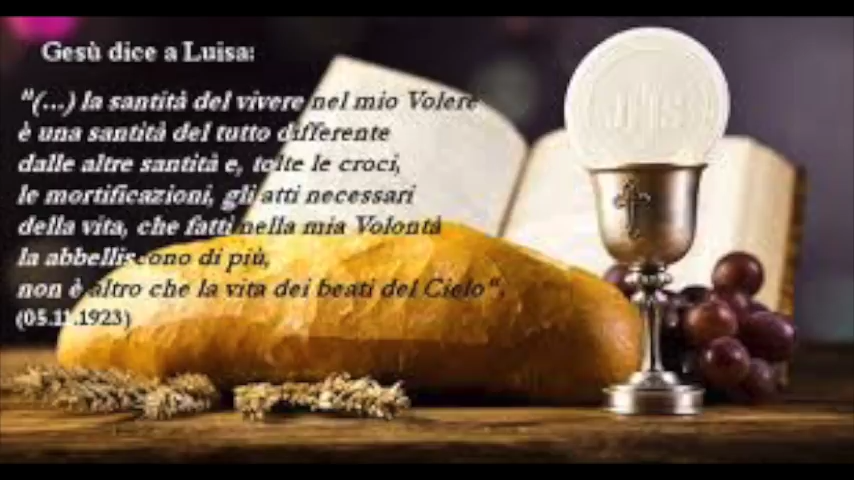 Gesù dice a Luisa:
"(...) la santità del vivere nel mio Volere
è una santità del tutto differente
dalle altre santità e, tolte le croci,
le mortificazioni, gli atti necessari
della vita, che fatti nella mia Volontà
la abbelliscono di più,
non è altro che la vita dei beati del Cielo".
(05.11.1923)
IHS